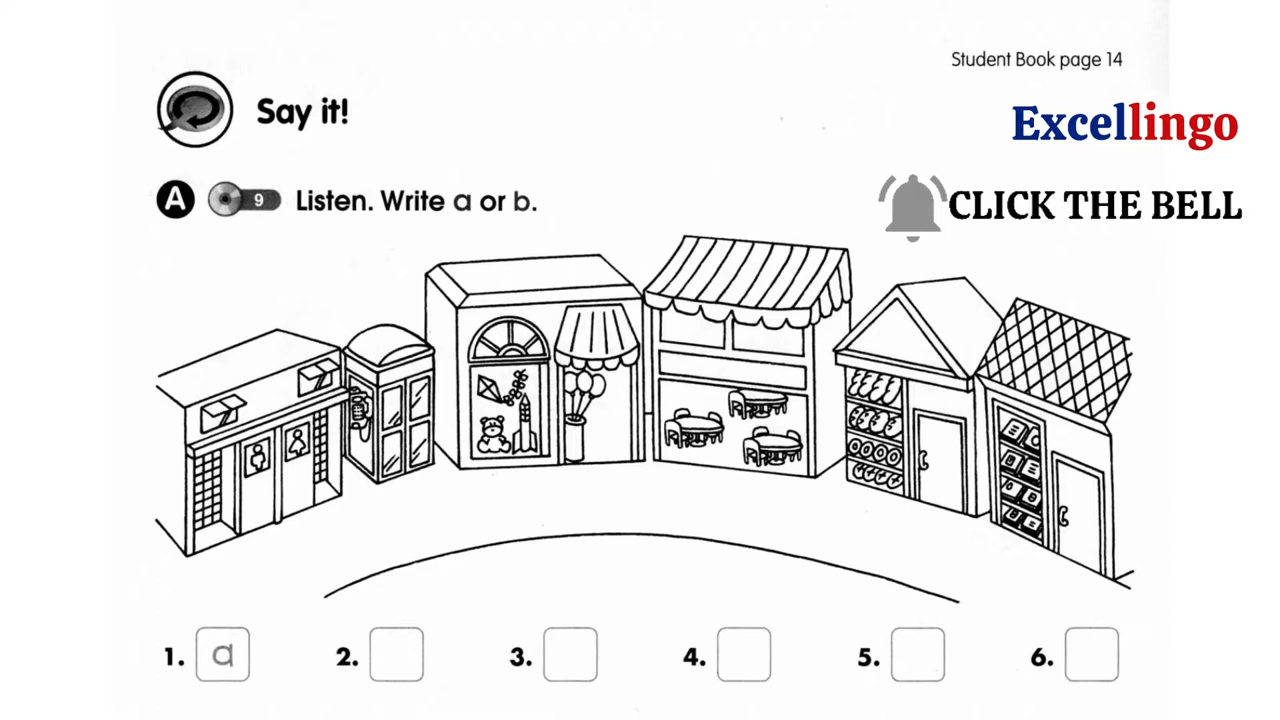 Student Book page 14
Say it!
Excellingo
A 9 Listen. Write a or b.
CLICK THE BELL
1. a 2. 3. 4. 5. 6.